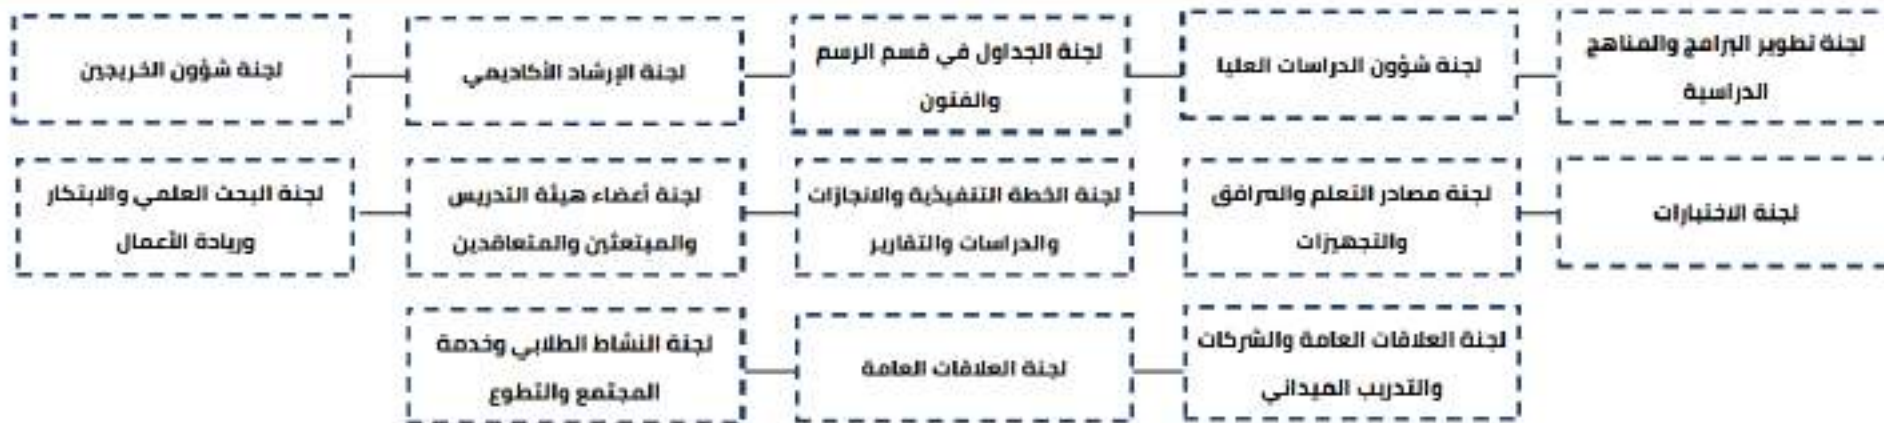 لجنة تطوير البرامج والمناهج
الدراسية
لجنة شؤون الدراسات العليا
لجنة الجداول في قسم الرسم
والفنون
لجنة الإرشاد الأكاديمي
لجنة شؤون الخريجين
لجنة الاختبارات
لجنة مصادر التعلم والمرافق
والتجهيزات
لجنة الخطة التنفيذية والانجازات
والدراسات والتقارير
لجنة أعضاء هيئة التدريس
والمبتعثين والمتعاقدين
لجنة البحث العلمي والابتكار
وريادة الأعمال
لجنة العلاقات العامة والشركات
والتدريب الميداني
لجنة العلاقات العامة
لجنة النشاط الطلابي وخدمة
المجتمع والتطوع